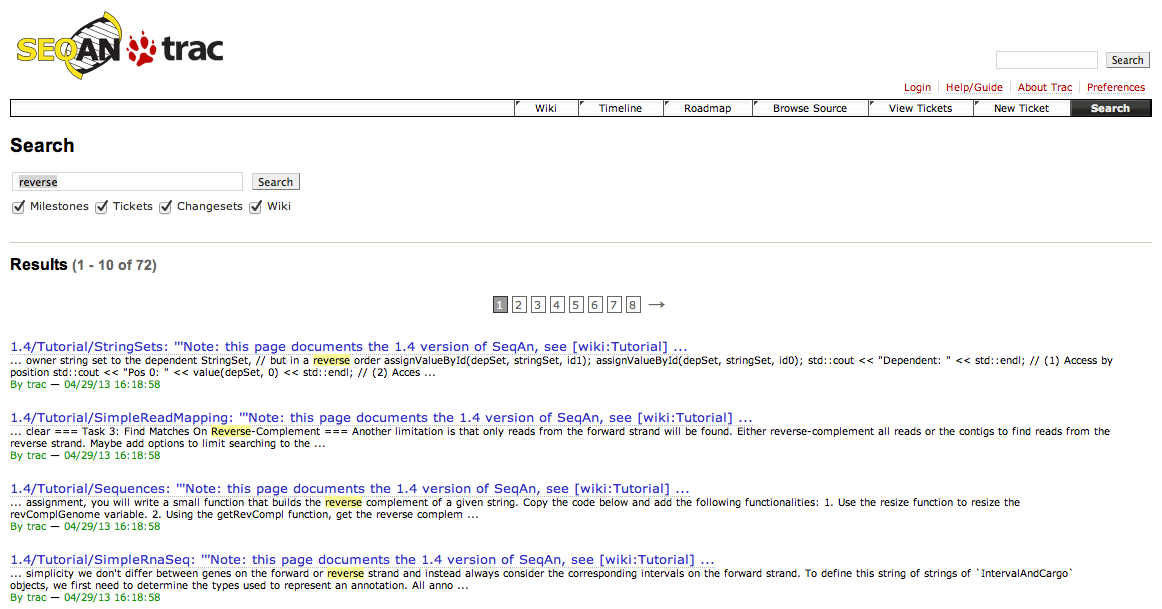 SEQAN trac
Search
Login Help/Guide About Trac Preferences
Wiki Timeline Roadmap Browse Source View Tickets New Ticket Search
Search
reverse Search
Milestones Tickets Changesets Wiki
Results (1 - 10 of 72)
1 2 3 4 5 6 7 8 →
1.4/Tutorial/StringSets: '''Note: this page documents the 1.4 version of SeqAn, see [wiki:Tutorial] ...
... owner string set to the dependent StringSet, // but in a reverse order assignValueById(depSet, stringSet, id1); assignValueById(depSet, stringSet, id0); std::cout << "Dependent: " << std::endl; // (1) Access by
position std::cout << "Pos 0: " << value(depSet, 0) << std::endl; // (2) Acces ...
By trac — 04/29/13 16:18:58
1.4/Tutorial/SimpleReadMapping: '''Note: this page documents the 1.4 version of SeqAn, see [wiki:Tutorial] ...
... clear === Task 3: Find Matches On Reverse-Complement === Another limitation is that only reads from the forward strand will be found. Either reverse-complement all reads or the contigs to find reads from the
reverse strand. Maybe add options to limit searching to the ...
By trac — 04/29/13 16:18:58
1.4/Tutorial/Sequences: '''Note: this page documents the 1.4 version of SeqAn, see [wiki:Tutorial] ...
... assignment, you will write a small function that builds the reverse complement of a given string. Copy the code below and add the following functionalities: 1. Use the resize function to resize the
revComplGenome variable. 2. Using the getRevCompl function, get the reverse complem ...
By trac — 04/29/13 16:18:58
1.4/Tutorial/SimpleRnaSeq: '''Note: this page documents the 1.4 version of SeqAn, see [wiki:Tutorial] ...
... simplicity we don't differ between genes on the forward or reverse strand and instead always consider the corresponding intervals on the forward strand. To define this string of strings of `IntervalAndCargo`
objects, we first need to determine the types used to represent an annotation. All anno ...
By trac — 04/29/13 16:18:58